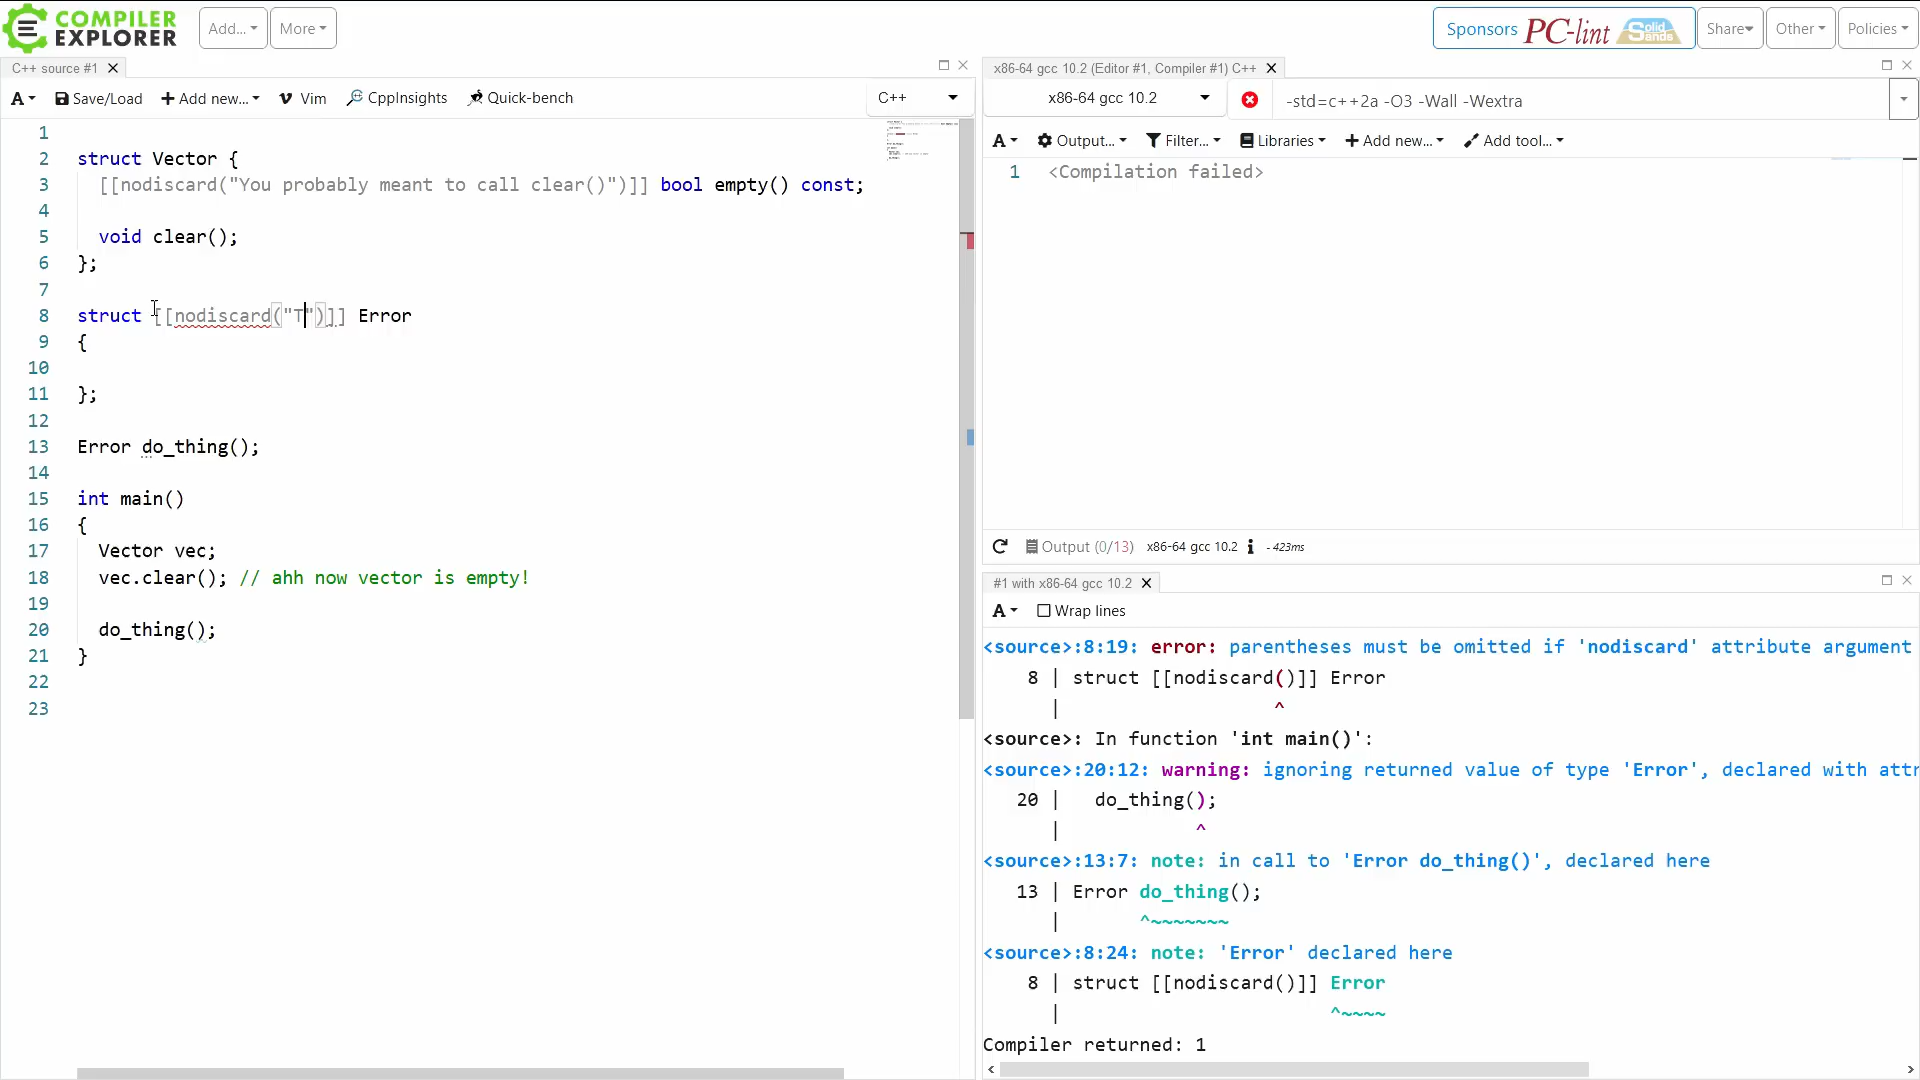 COMPILER EXPLORER
Add...
More
Sponsors PC-lint Solid Sands
Share
Other
Policies
C++ source #1
A
Save/Load
Add new...
Vim
CppInsights
Quick-bench
C++
1
2 struct Vector {
3 [[nodiscard("You probably meant to call clear()")]] bool empty() const;
4
5 void clear();
6 };
7
8 struct [[nodiscard("T")]] Error
9 {
10
11 };
12
13 Error do_thing();
14
15 int main()
16 {
17 Vector vec;
18 vec.clear(); // ahh now vector is empty!
19
20 do_thing();
21 }
22
23
x86-64 gcc 10.2 (Editor #1, Compiler #1) C++
x86-64 gcc 10.2
-std=c++2a -O3 -Wall -Wextra
A
Output...
Filter...
Libraries
Add new...
Add tool...
1 <Compilation failed>
Output (0/13) x86-64 gcc 10.2 i - 423ms
#1 with x86-64 gcc 10.2
A
Wrap lines
<source>:8:19: error: parentheses must be omitted if 'nodiscard' attribute argument
8 | struct [[nodiscard()]] Error
| ^
<source>: In function 'int main()':
<source>:20:12: warning: ignoring returned value of type 'Error', declared with attr
20 | do_thing();
| ^
<source>:13:7: note: in call to 'Error do_thing()', declared here
13 | Error do_thing();
| ^~~~~~~~
<source>:8:24: note: 'Error' declared here
8 | struct [[nodiscard()]] Error
| ^~~~~
Compiler returned: 1